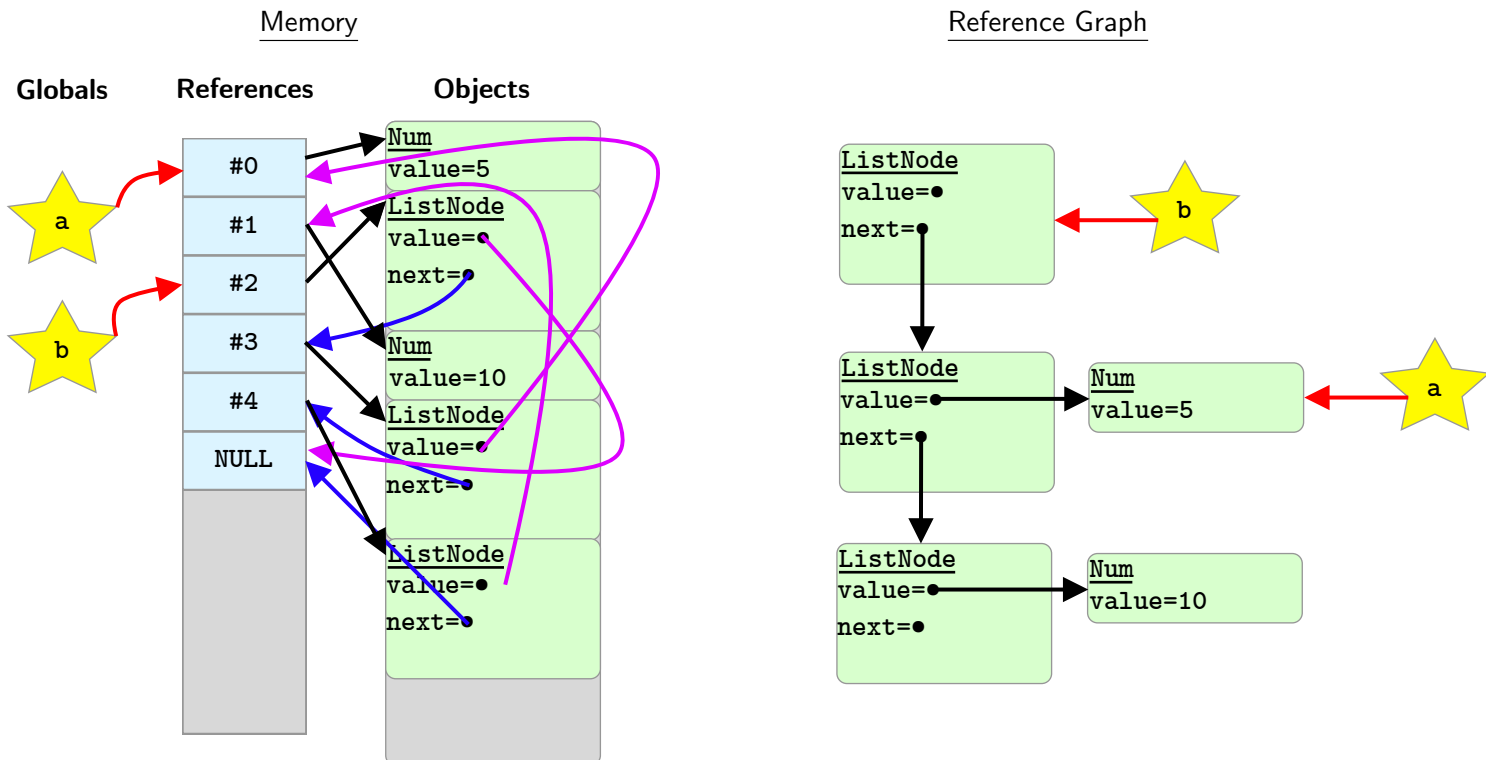 Memory
Reference Graph
Globals
References
Objects
a
b
#0
#1
#2
#3
#4
NULL
Num
value=5
ListNode
value=
next=
Num
value=10
ListNode
value=
next=
ListNode
value=
next=
ListNode
value=
next=
b
ListNode
value=
next=
Num
value=5
a
ListNode
value=
next=
Num
value=10